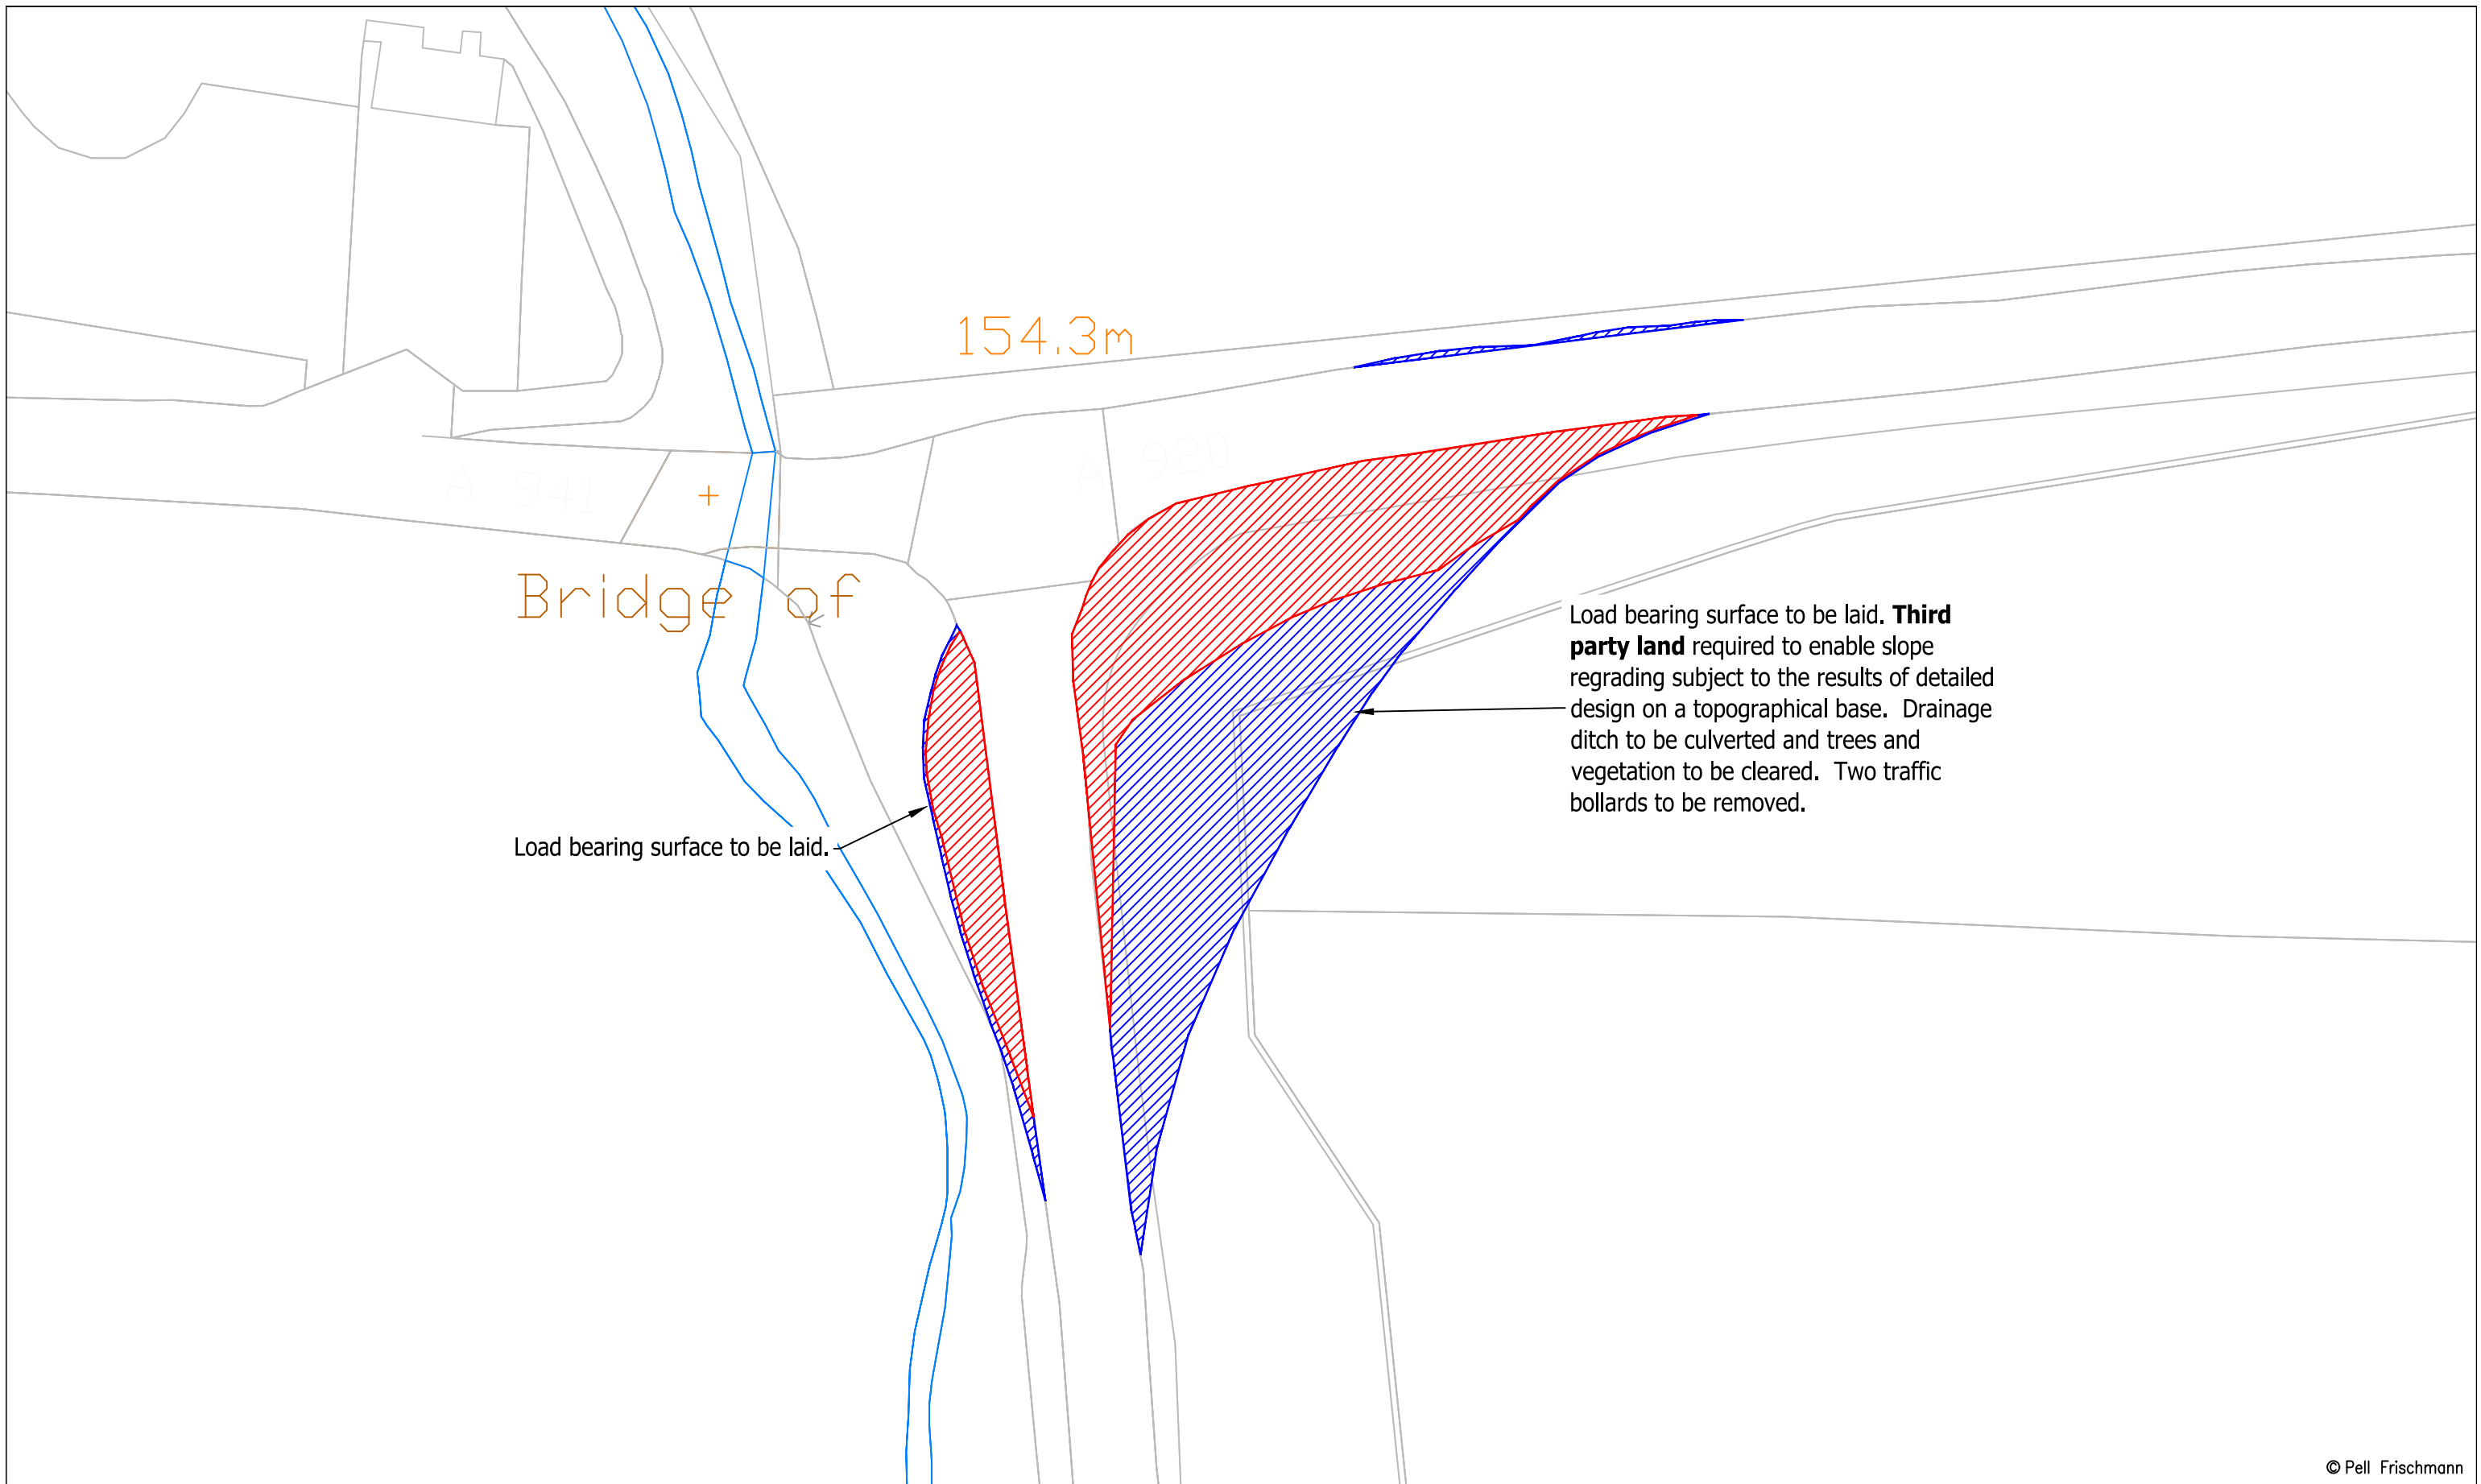 154.3m
A 920
A 941
Bridge of
Load bearing surface to be laid. Third
party land required to enable slope
regrading subject to the results of detailed
design on a topographical base. Drainage
ditch to be culverted and trees and
vegetation to be cleared. Two traffic
bollards to be removed.
Load bearing surface to be laid.
© Pell Frischmann